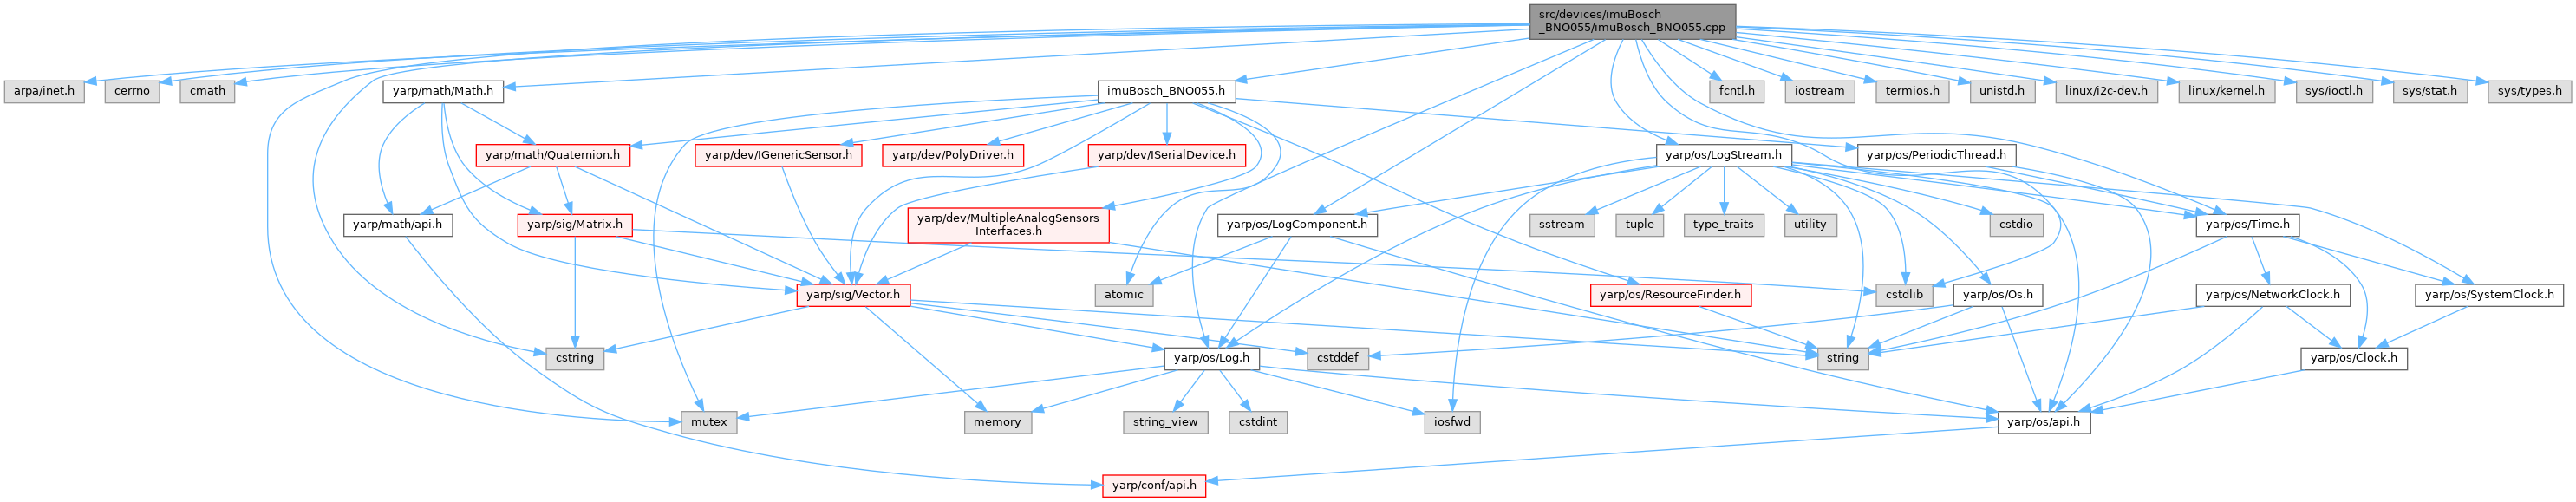 src/devices/imuBosch
_BNO055/imuBosch_BNO055.cpp
arpa/inet.h
cerrno
cmath
yarp/math/Math.h
imuBosch_BNO055.h
fcntl.h
iostream
termios.h
unistd.h
linux/i2c-dev.h
linux/kernel.h
sys/ioctl.h
sys/stat.h
sys/types.h
yarp/math/Quaternion.h
yarp/dev/IGenericSensor.h
yarp/dev/PolyDriver.h
yarp/dev/ISerialDevice.h
yarp/os/LogStream.h
yarp/os/PeriodicThread.h
yarp/math/api.h
yarp/sig/Matrix.h
yarp/dev/MultipleAnalogSensors
Interfaces.h
yarp/os/LogComponent.h
sstream
tuple
type_traits
utility
cstdio
yarp/os/Time.h
yarp/sig/Vector.h
atomic
cstdlib
yarp/os/ResourceFinder.h
yarp/os/Os.h
yarp/os/NetworkClock.h
yarp/os/SystemClock.h
cstring
yarp/os/Log.h
cstddef
string
yarp/os/Clock.h
mutex
memory
string_view
cstdint
iosfwd
yarp/os/api.h
yarp/conf/api.h